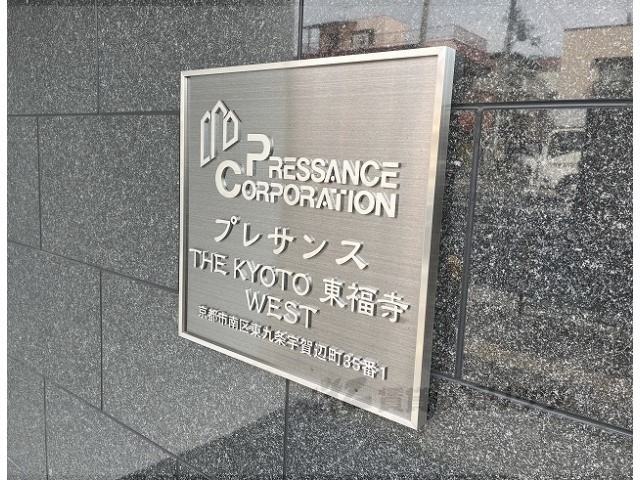 PRESSANCE
CORPORATION
プレサンス
THE KYOTO 東福寺
WEST
京都市南区東九条宇賀辺町35番1